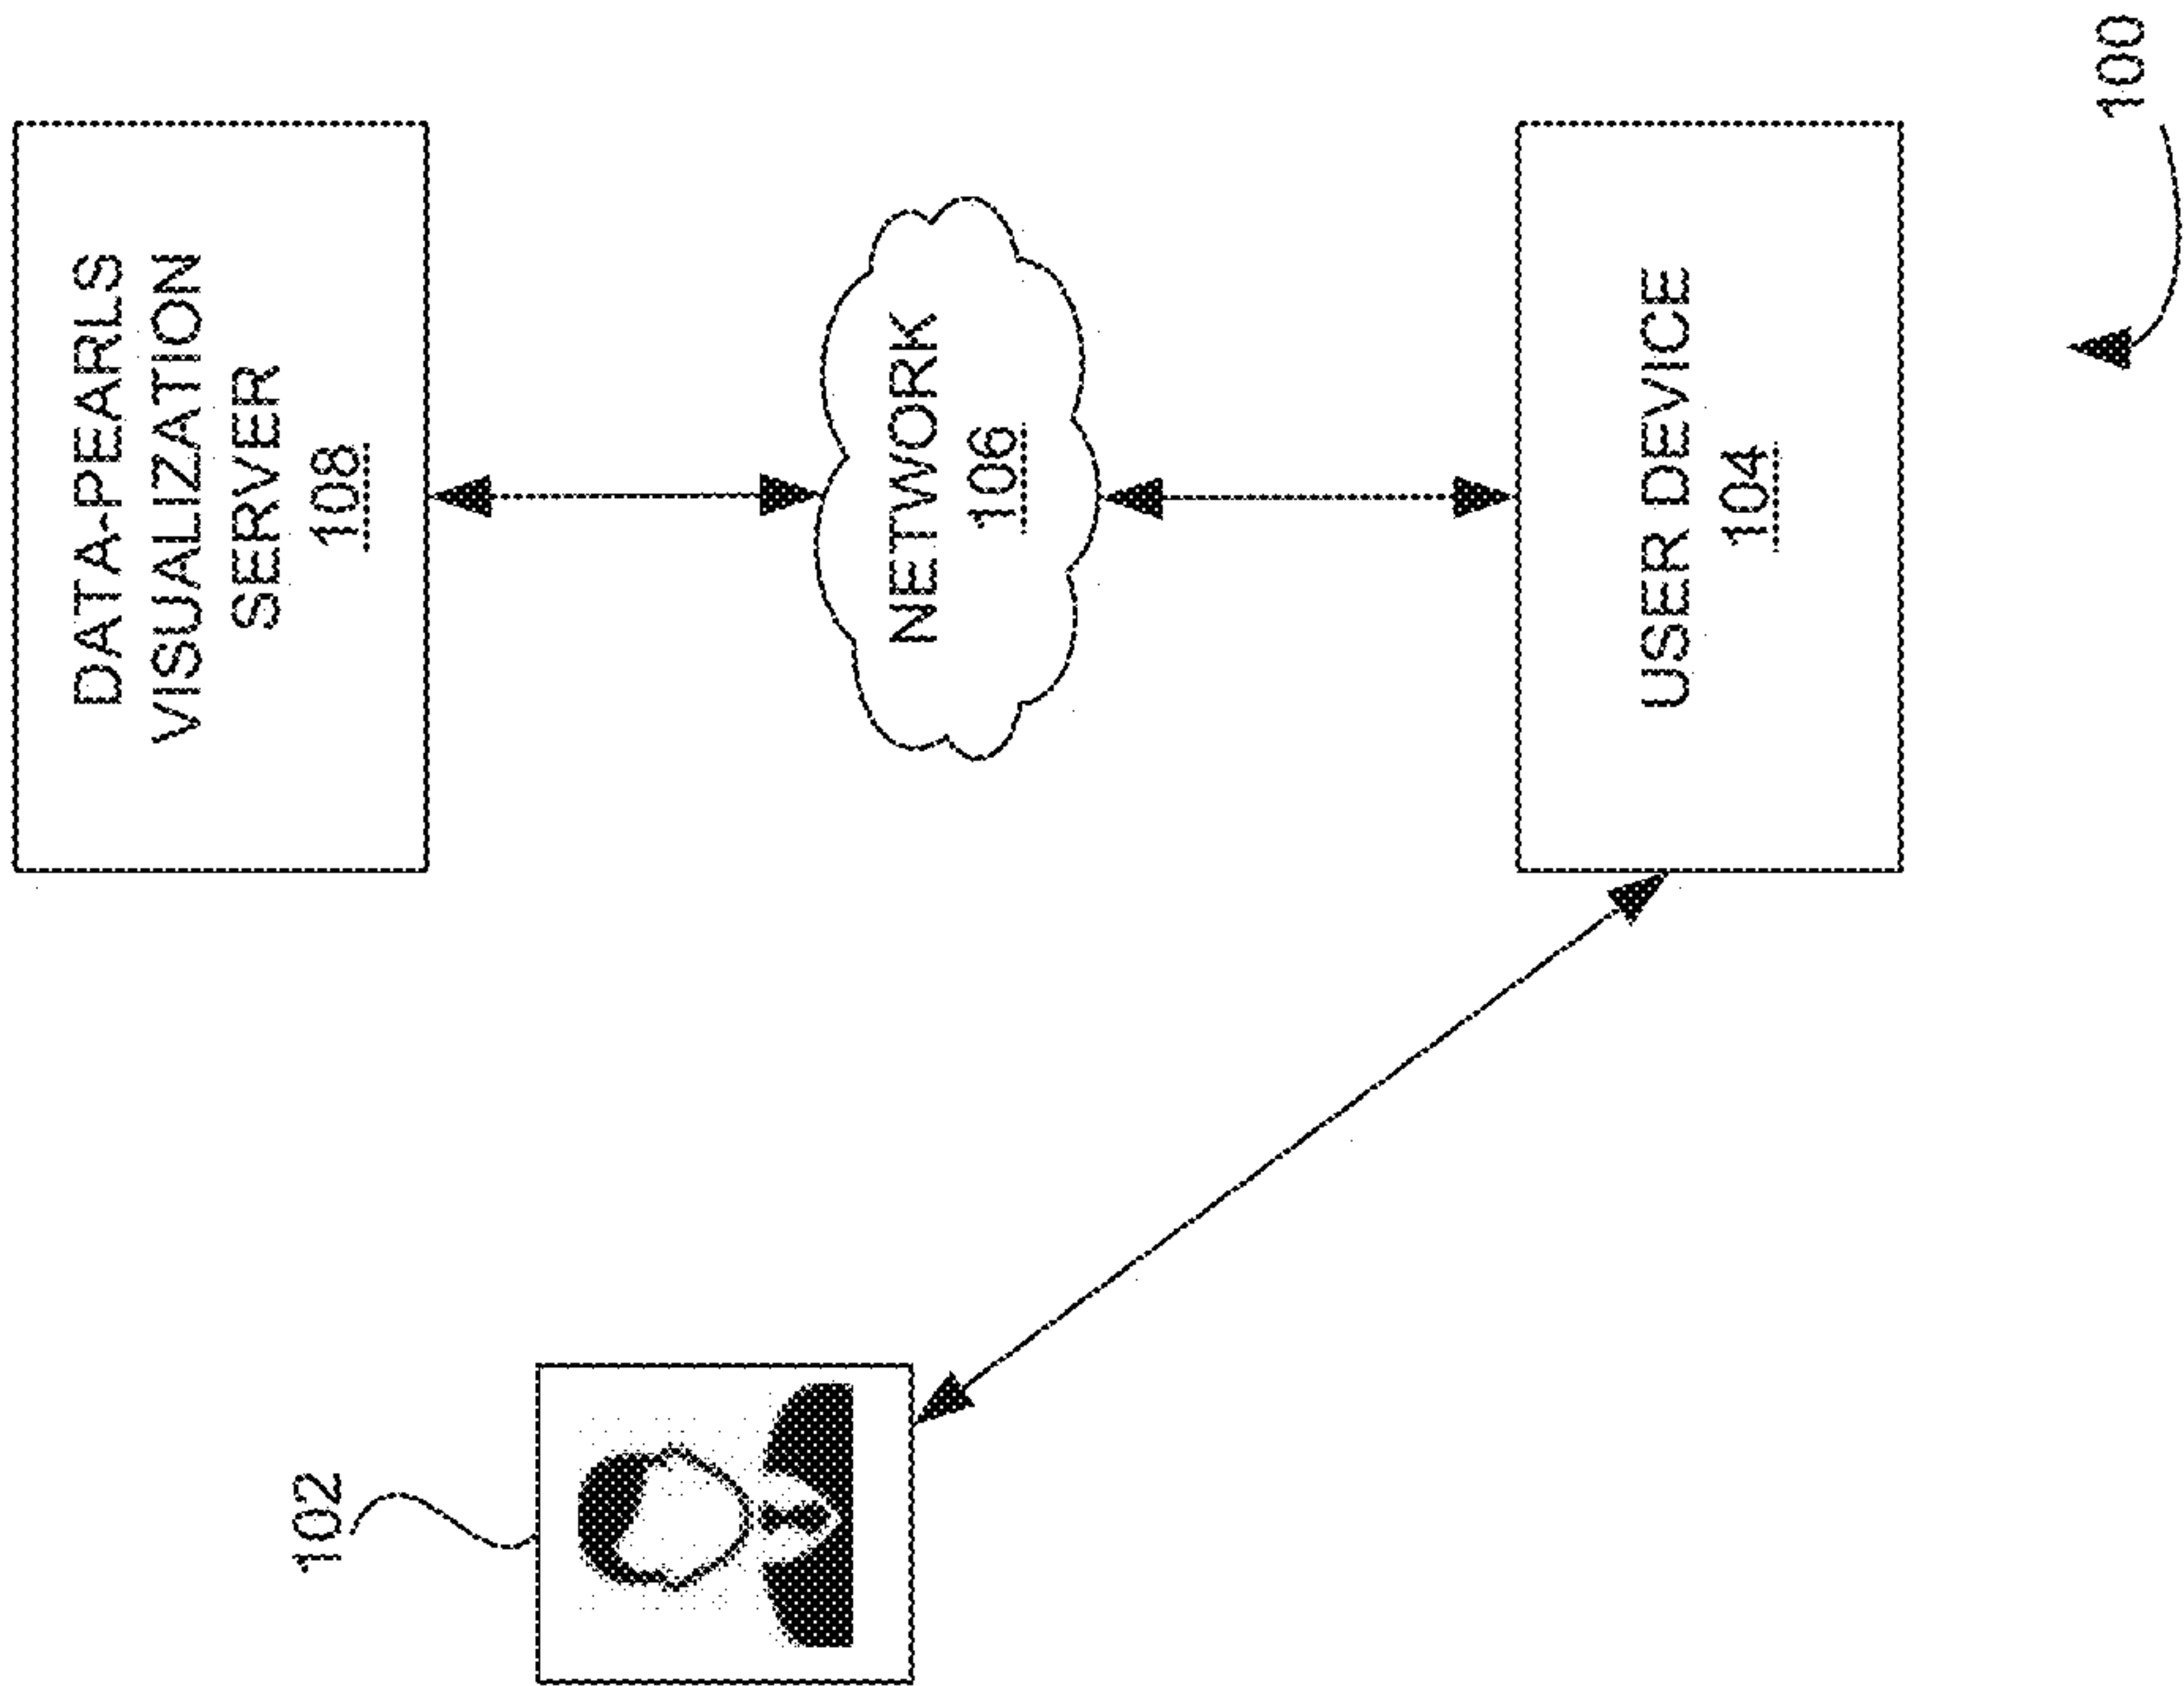 DATA-PEARLS
VISUALIZATION
SERVER
108
NETWORK
106
USER DEVICE
104
102
100